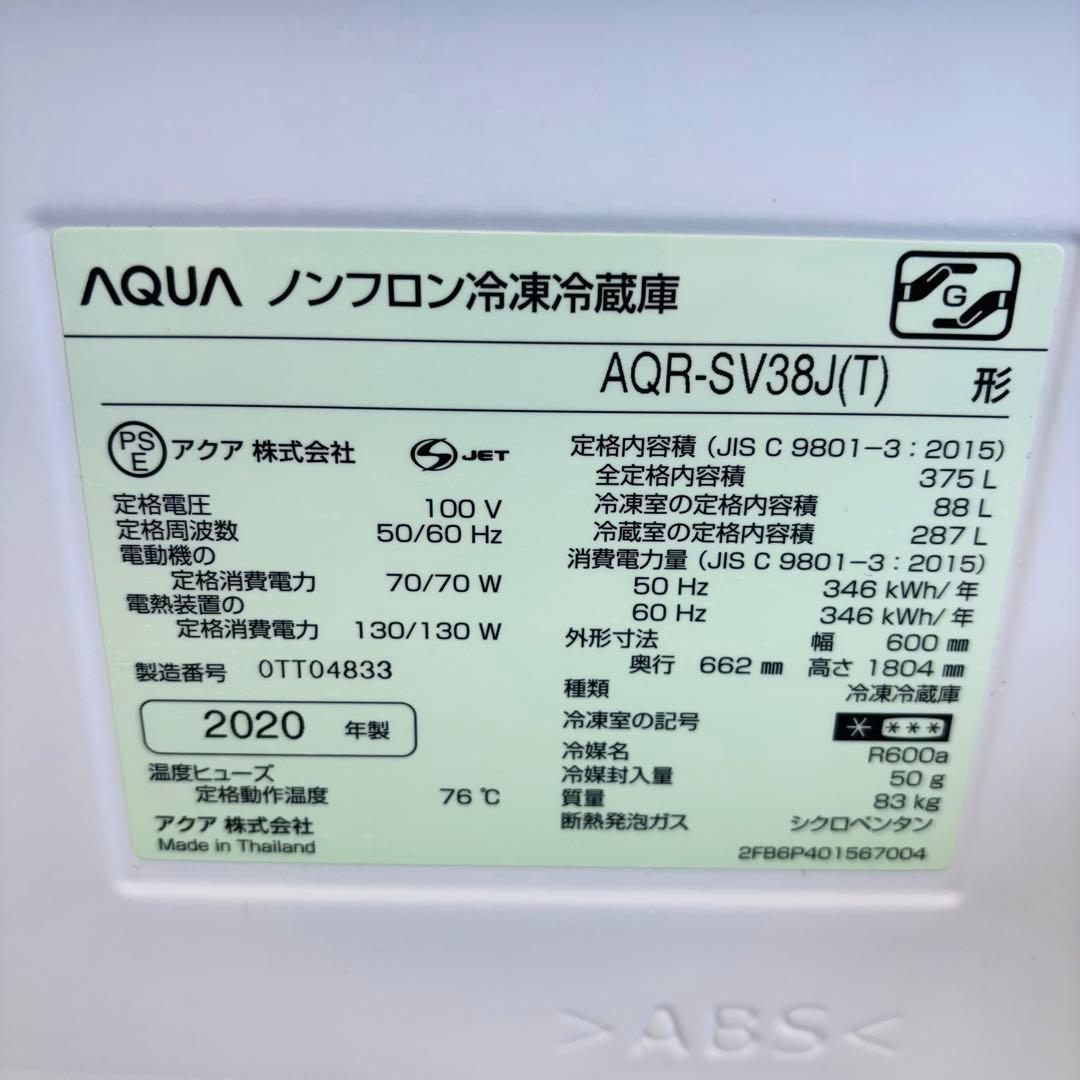 AQUA ノンフロン冷凍冷蔵庫
G
AQR-SV38J(T) 形
PS E アクア 株式会社 S JET
定格電圧 100 V
定格周波数 50/60 Hz
電動機の
定格消費電力 70/70 W
電熱装置の
定格消費電力 130/130 W
製造番号 0TT04833
2020 年製
温度ヒューズ
定格動作温度 76 ℃
アクア 株式会社
Made in Thailand
定格内容積 (JIS C 9801-3 : 2015)
全定格内容積 375 L
冷凍室の定格内容積 88 L
冷蔵室の定格内容積 287 L
消費電力量 (JIS C 9801-3 : 2015)
50 Hz 346 kWh/年
60 Hz 346 kWh/年
外形寸法 幅 600 mm
奥行 662 mm 高さ 1804 mm
種類 冷凍冷蔵庫
冷凍室の記号 * ***
冷媒名 R600a
冷媒封入量 50 g
質量 83 kg
断熱発泡ガス シクロペンタン
2FB6P401567004
>ABS<